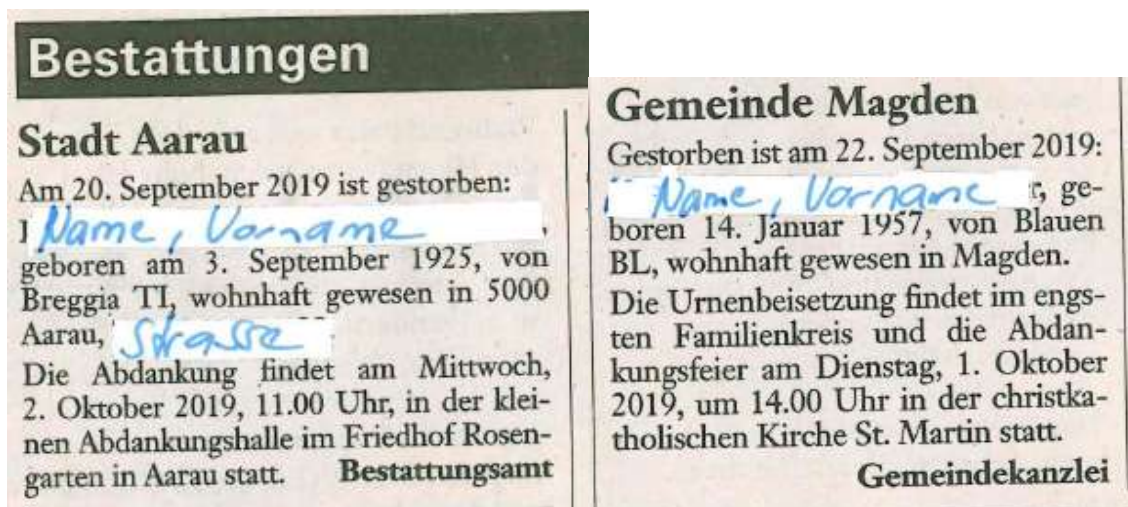 Bestattungen
Stadt Aarau
Am 20. September 2019 ist gestorben:
Name, Vorname,
geboren am 3. September 1925, von
Breggia TI, wohnhaft gewesen in 5000
Aarau, Strasse
Die Abdankung findet am Mittwoch,
2. Oktober 2019, 11.00 Uhr, in der klei-
nen Abdankungshalle im Friedhof Rosen-
garten in Aarau statt. Bestattungsamt
Gemeinde Magden
Gestorben ist am 22. September 2019:
Name, Vorname r, ge-
boren 14. Januar 1957, von Blauen
BL, wohnhaft gewesen in Magden.
Die Urnenbeisetzung findet im engs-
ten Familienkreis und die Abdan-
kungsfeier am Dienstag, 1. Oktober
2019, um 14.00 Uhr in der christka-
tholischen Kirche St. Martin statt.
Gemeindekanzlei